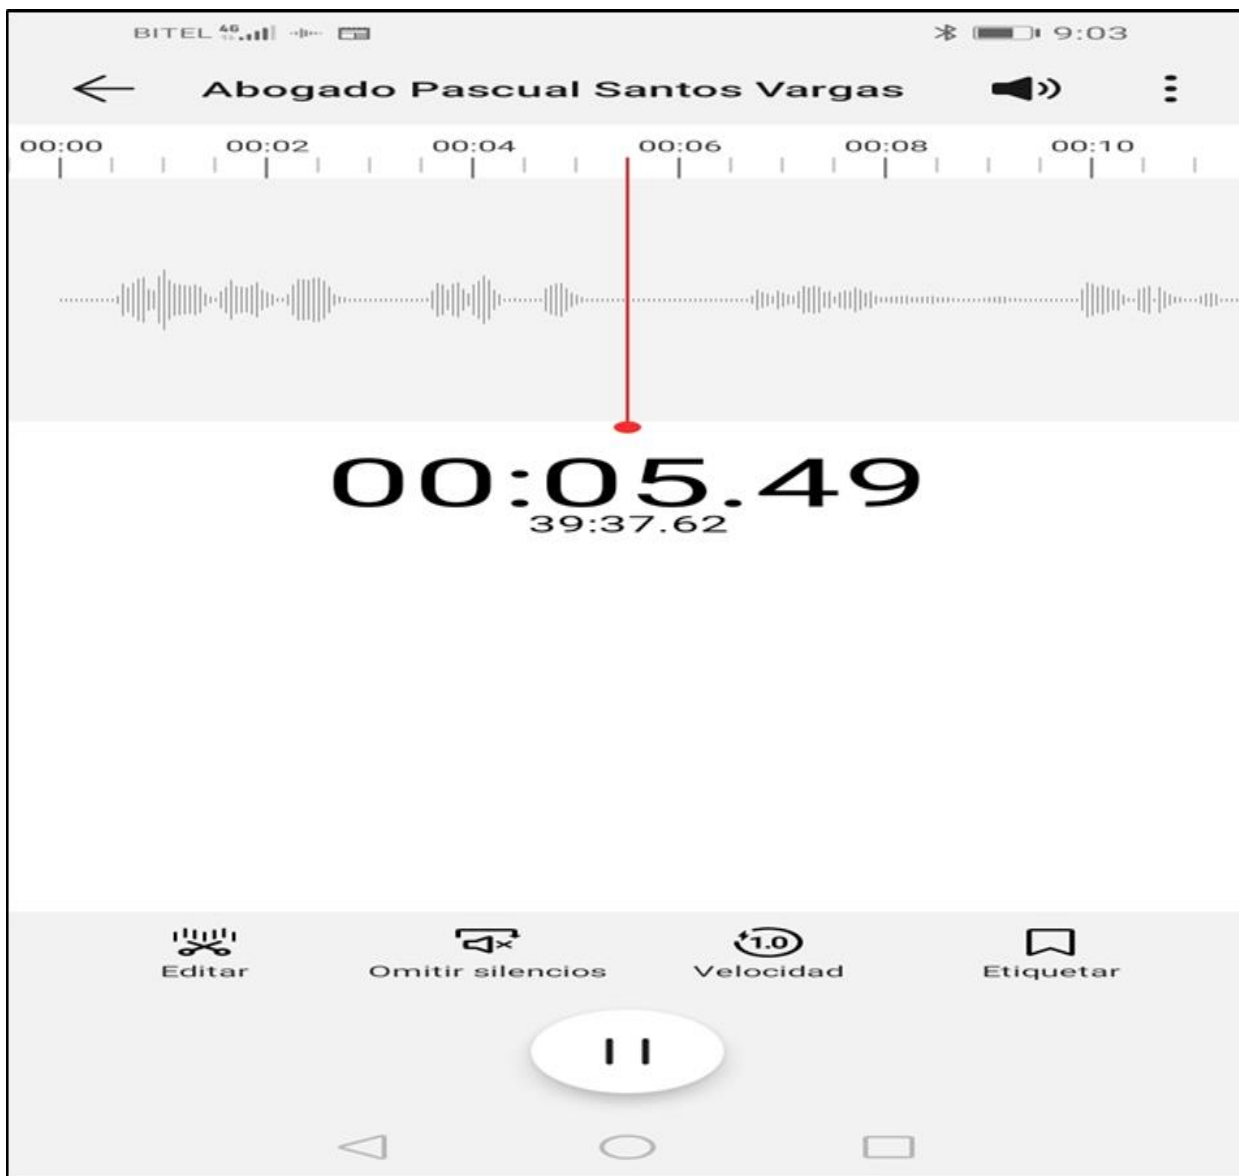 BITEL 4G 9:03
Abogado Pascual Santos Vargas
00:00 00:02 00:04 00:06 00:08 00:10
00:05.49
39:37.62
1.0
Editar Omitir silencios Velocidad Etiquetar